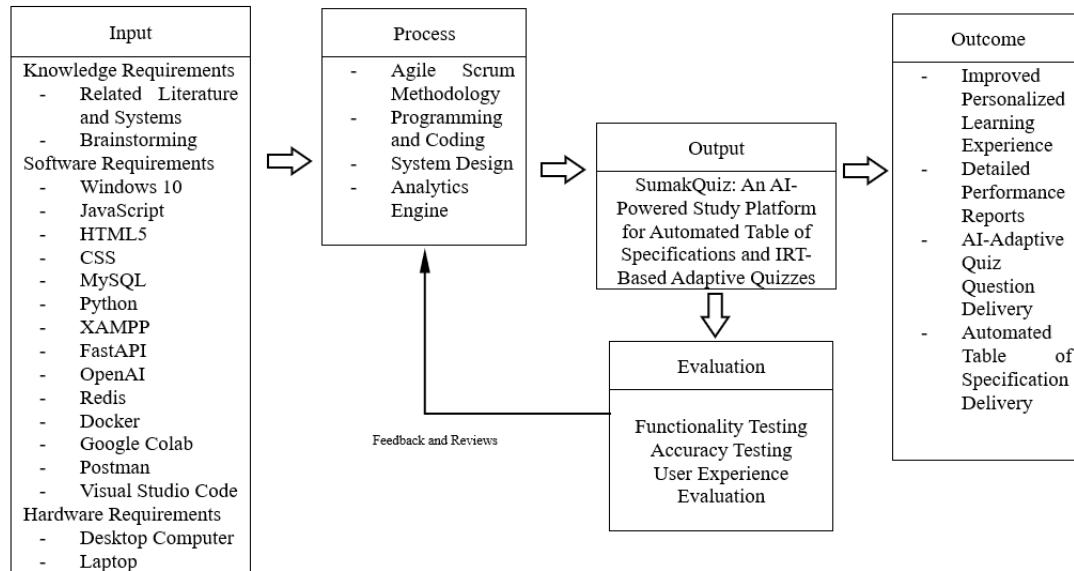 Input
Knowledge Requirements
- Related Literature
and Systems
- Brainstorming
Software Requirements
- Windows 10
- JavaScript
- HTML5
- CSS
- MySQL
- Python
- XAMPP
- FastAPI
- OpenAI
- Redis
- Docker
- Google Colab
- Postman
- Visual Studio Code
Hardware Requirements
- Desktop Computer
- Laptop
Process
- Agile Scrum
Methodology
- Programming
and Coding
- System Design
- Analytics
Engine
Output
SumakQuiz: An AI-
Powered Study Platform
for Automated Table of
Specifications and IRT-
Based Adaptive Quizzes
Evaluation
Functionality Testing
Accuracy Testing
User Experience
Evaluation
Feedback and Reviews
Outcome
- Improved
Personalized
Learning
Experience
- Detailed
Performance
Reports
- AI-Adaptive
Quiz
Question
Delivery
- Automated
Table of
Specification
Delivery